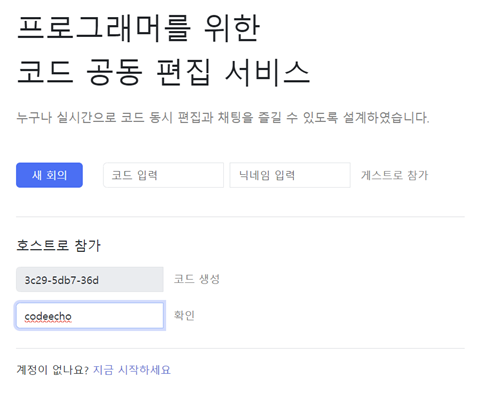 프로그래머를 위한
코드 공동 편집 서비스
누구나 실시간으로 코드 동시 편집과 채팅을 즐길 수 있도록 설계하였습니다.
새 회의 코드 입력 닉네임 입력 게스트로 참가
호스트로 참가
3c29-5db7-36d 코드 생성
codeecho 확인
계정이 없나요? 지금 시작하세요